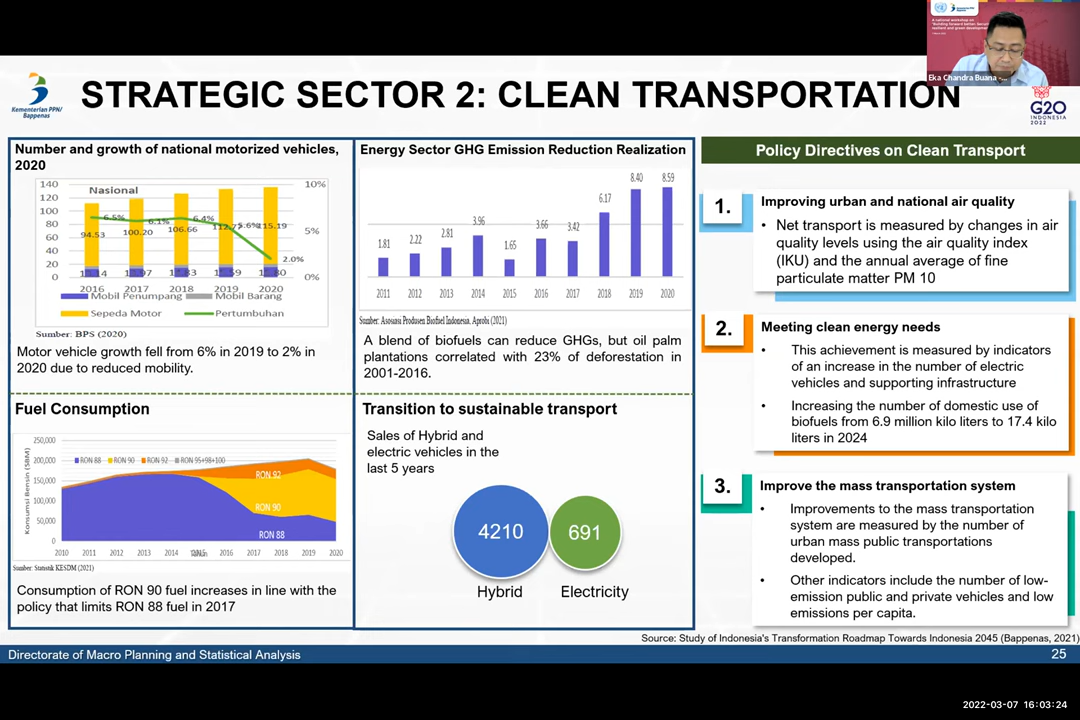 Kementerian PPN/
Bappenas
STRATEGIC SECTOR 2: CLEAN TRANSPORTATION
Eka Chandra Buana -...
G20
INDONESIA
2022
Number and growth of national motorized vehicles,
2020
Nasional
140
120
100
80
60
40
20
0
10%
5%
0%
6.5%
6.1%
6.4%
5.6%
2.0%
94.53
100.20
106.66
115.19
2016 2017 2018 2019 2020
Mobil Penumpang Mobil Barang
Sepeda Motor Pertumbuhan
Sumber: BPS (2020)
Motor vehicle growth fell from 6% in 2019 to 2% in
2020 due to reduced mobility.
Energy Sector GHG Emission Reduction Realization
1.81 2.22 2.81 3.96 1.65 3.66 3.42 6.17 8.40 8.59
2011 2012 2013 2014 2015 2016 2017 2018 2019 2020
Sumber: Asosiasu Produsen Biofuel Indonesia, Aprobi (2021)
A blend of biofuels can reduce GHGs, but oil palm
plantations correlated with 23% of deforestation in
2001-2016.
Fuel Consumption
Konsumsi Bensin (SBM)
250,000
200,000
150,000
100,000
50,000
0
RON 88 RON 90 RON 92 RON 95+98+100
RON 92
RON 90
RON 88
2010 2011 2012 2013 2014 2015 2016 2017 2018 2019 2020
Sumber: Statistik KESDM (2021)
Consumption of RON 90 fuel increases in line with the
policy that limits RON 88 fuel in 2017
Transition to sustainable transport
Sales of Hybrid and
electric vehicles in the
last 5 years
4210
691
Hybrid
Electricity
Policy Directives on Clean Transport
1.
Improving urban and national air quality
• Net transport is measured by changes in air
quality levels using the air quality index
(IKU) and the annual average of fine
particulate matter PM 10
2.
Meeting clean energy needs
• This achievement is measured by indicators
of an increase in the number of electric
vehicles and supporting infrastructure
• Increasing the number of domestic use of
biofuels from 6.9 million kilo liters to 17.4 kilo
liters in 2024
3.
Improve the mass transportation system
• Improvements to the mass transportation
system are measured by the number of
urban mass public transportations
developed.
• Other indicators include the number of low-
emission public and private vehicles and low
emissions per capita.
Source: Study of Indonesia's Transformation Roadmap Towards Indonesia 2045 (Bappenas, 2021)
Directorate of Macro Planning and Statistical Analysis
25
2022-03-07 16:03:24